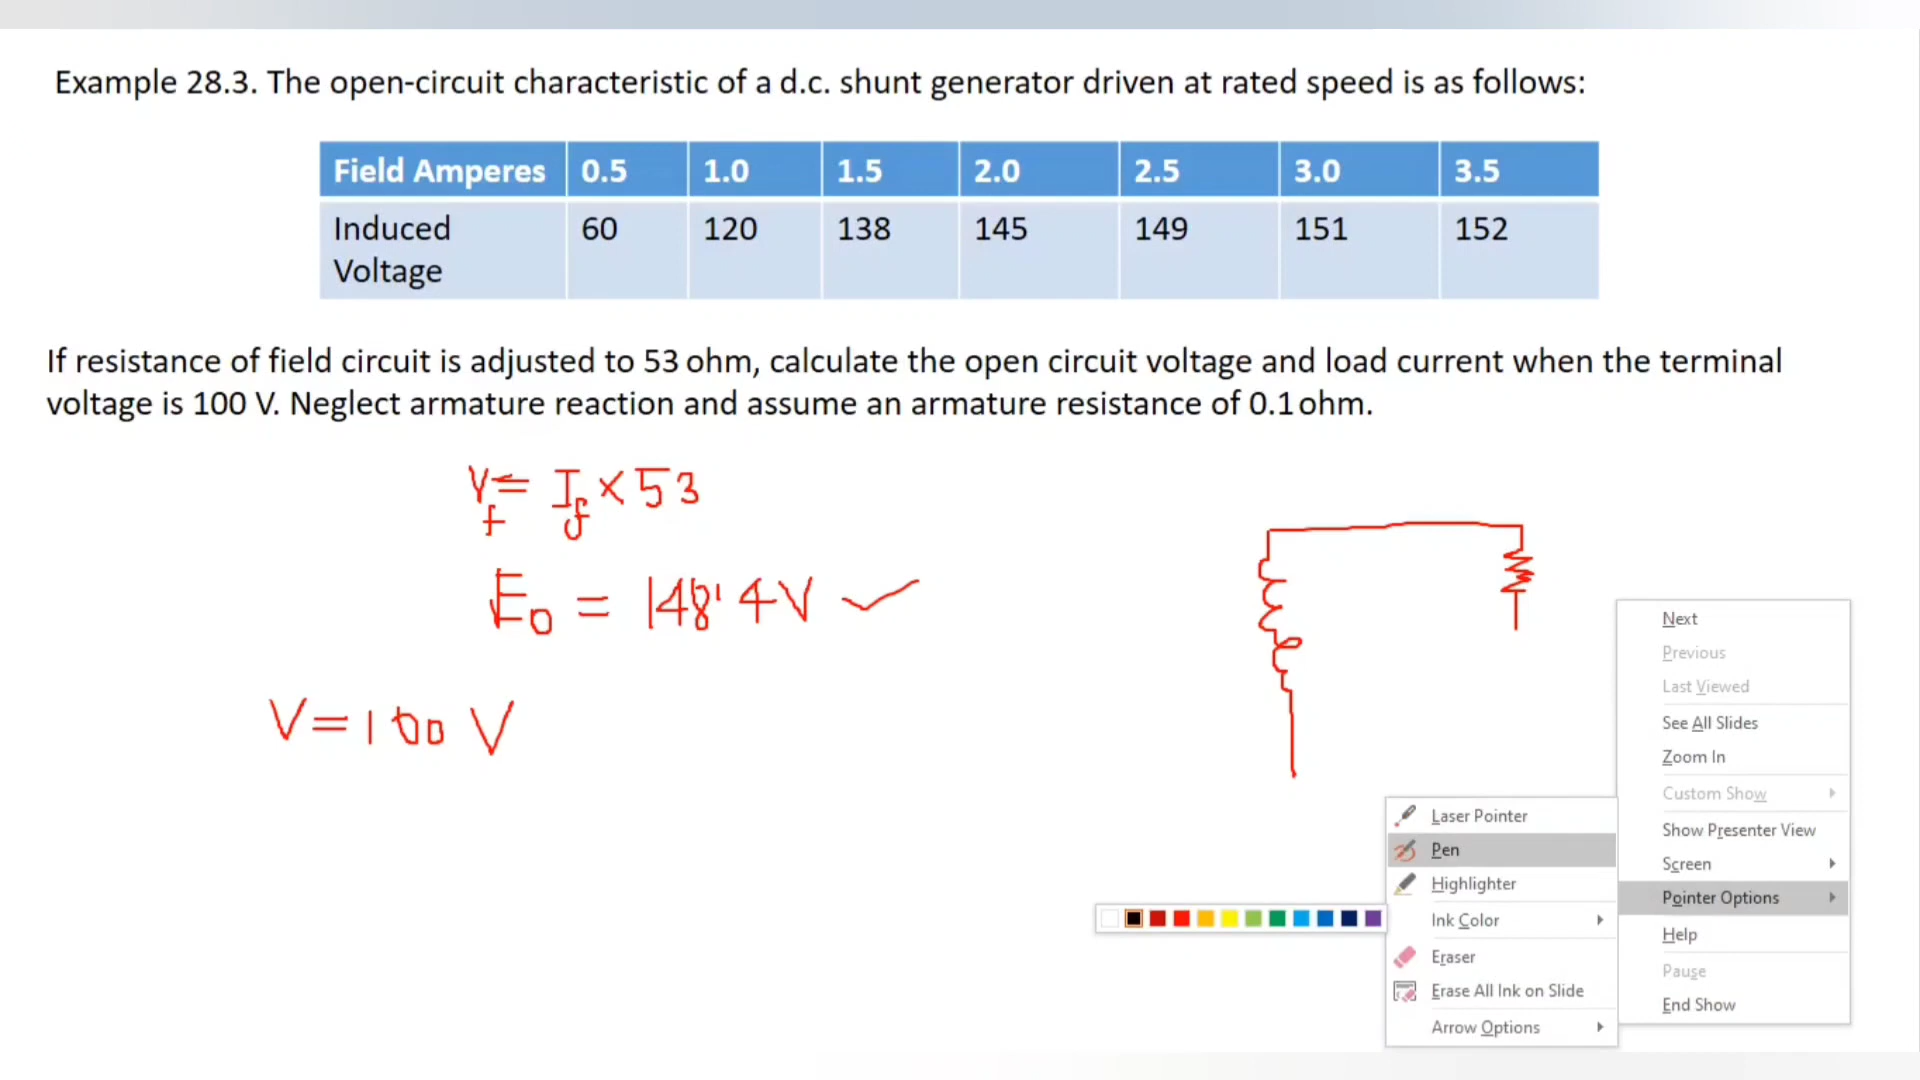 Example 28.3. The open-circuit characteristic of a d.c. shunt generator driven at rated speed is as follows:
Field Amperes 0.5 1.0 1.5 2.0 2.5 3.0 3.5
Induced Voltage 60 120 138 145 149 151 152
If resistance of field circuit is adjusted to 53 ohm, calculate the open circuit voltage and load current when the terminal
voltage is 100 V. Neglect armature reaction and assume an armature resistance of 0.1 ohm.
V_f = I_f × 53
E_0 = 148.4 V ✓
V = 100 V
Next
Previous
Last Viewed
See All Slides
Zoom In
Custom Show
Show Presenter View
Screen
Pointer Options
Help
Pause
End Show
Laser Pointer
Pen
Highlighter
Ink Color
Eraser
Erase All Ink on Slide
Arrow Options